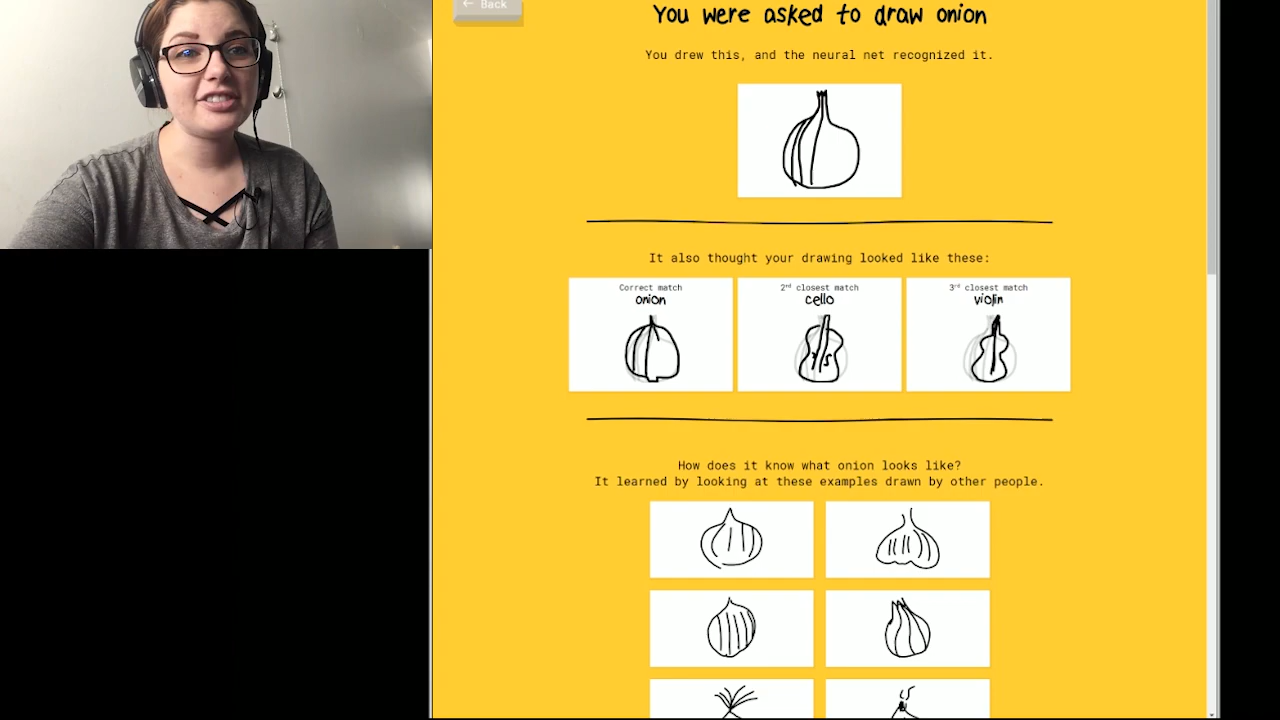 ← Back
You were asked to draw onion
You drew this, and the neural net recognized it.
It also thought your drawing looked like these:
Correct match
onion
2nd closest match
cello
3rd closest match
violin
How does it know what onion looks like?
It learned by looking at these examples drawn by other people.